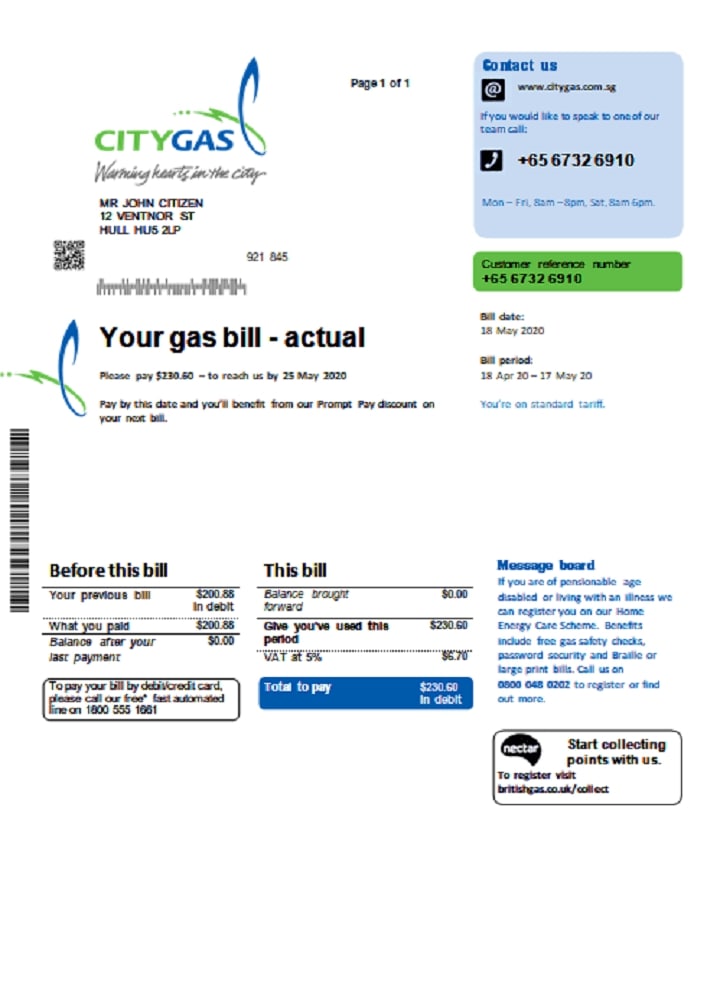 Page 1 of 1
CITYGAS
Warming hearts in the city
MR JOHN CITIZEN
12 VENTNOR ST
HULL HU5 2LP
921 845
Contact us
@ www.citygas.com.sg
If you would like to speak to one of our
team call:
+65 6732 6910
Mon – Fri, 8am –8pm, Sat, 8am 6pm.
Customer reference number
+65 6732 6910
Your gas bill - actual
Please pay $230.60 – to reach us by 25 May 2020
Pay by this date and you'll benefit from our Prompt Pay discount on
your next bill.
Bill date:
18 May 2020
Bill period:
18 Apr 20 – 17 May 20
You're on standard tariff.
Before this bill
Your previous bill $200.88
In debit
What you paid $200.88
Balance after your $0.00
last payment
To pay your bill by debit/credit card,
please call our free* fast automated
line on 1800 555 1661
This bill
Balance brought $0.00
forward
Give you've used this $230.60
period
VAT at 5% $6.70
Total to pay $230.60
In debit
Message board
If you are of pensionable age
disabled or living with an illness we
can register you on our Home
Energy Care Scheme. Benefits
include free gas safety checks,
password security and Braille or
large print bills. Call us on
0800 048 0202 to register or find
out more.
nectar
Start collecting
points with us.
To register visit
britishgas.co.uk/collect